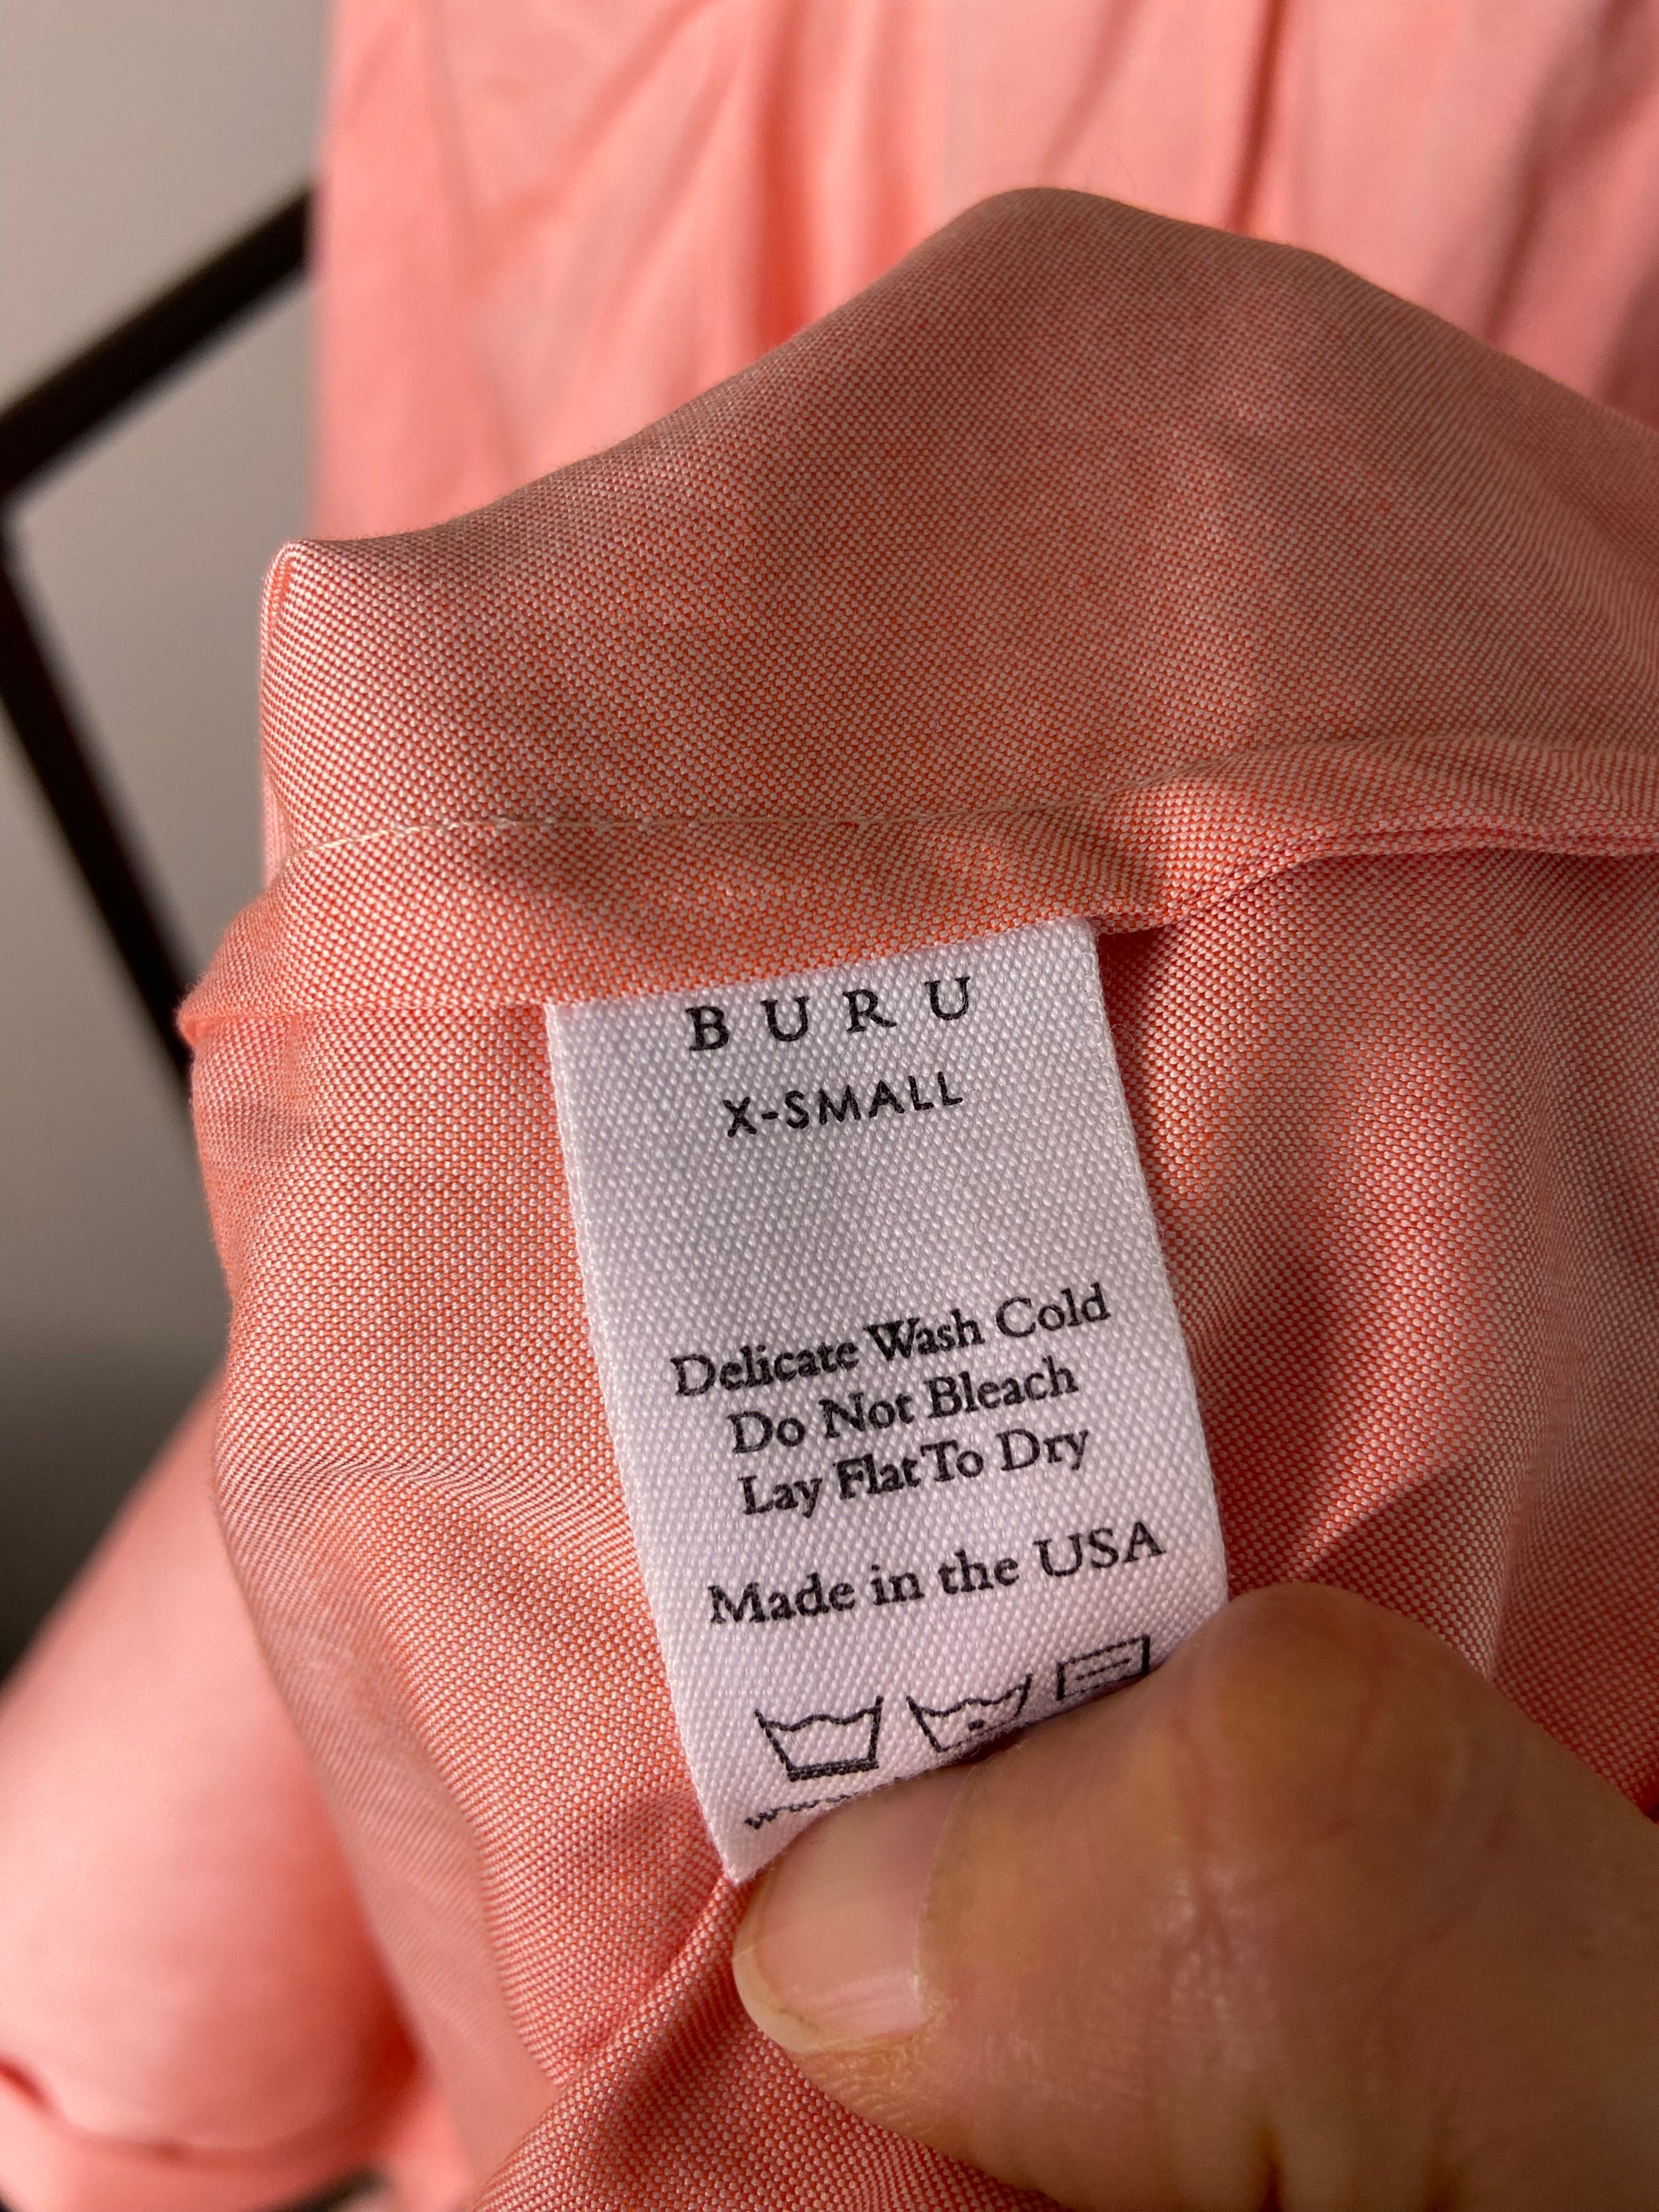 BURU
X-SMALL
Delicate Wash Cold
Do Not Bleach
Lay Flat To Dry
Made in the USA